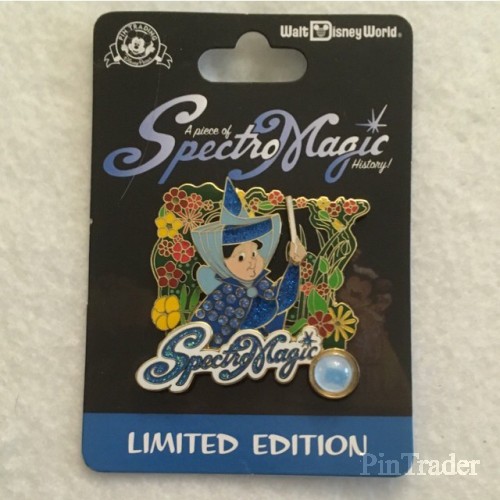 PIN TRADING
Walt Disney World®
A piece of
SpectroMagic
History!
SpectroMagic
LIMITED EDITION
PinTrader